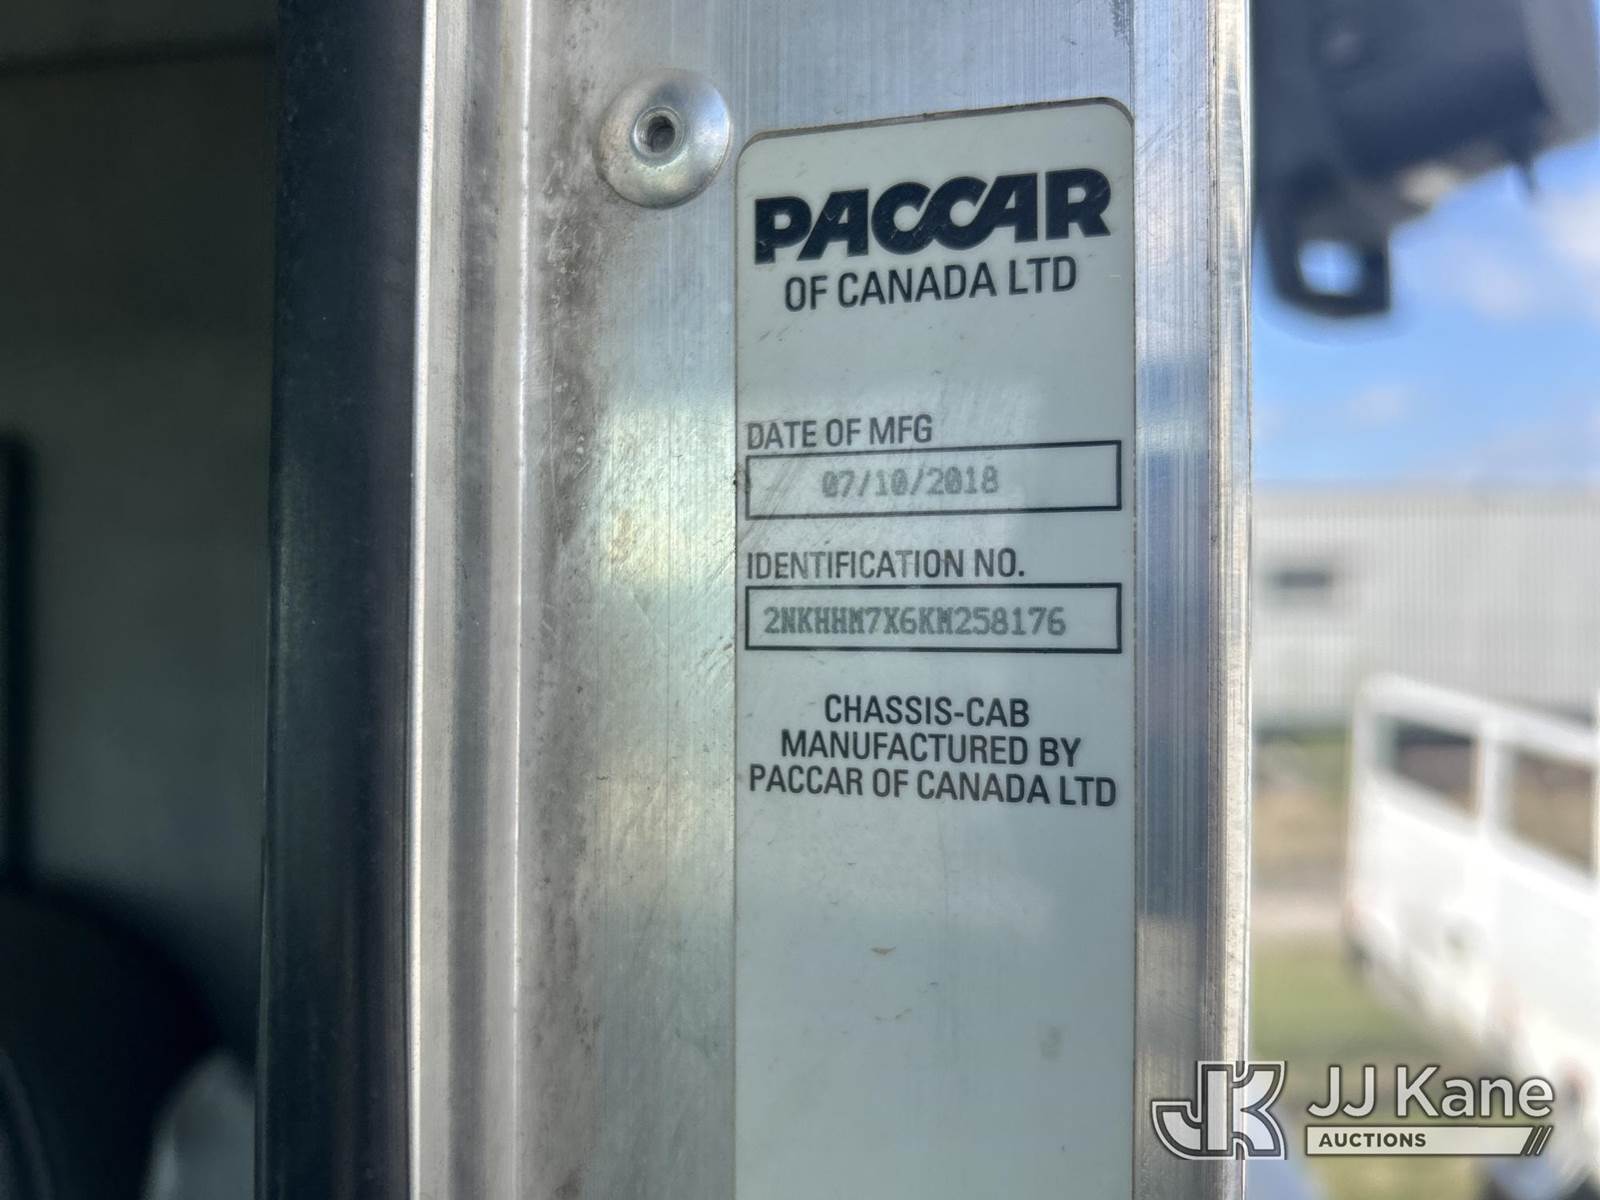 PACCAR
OF CANADA LTD
DATE OF MFG
07/10/2018
IDENTIFICATION NO.
2NKHHM7X6KM258176
CHASSIS-CAB
MANUFACTURED BY
PACCAR OF CANADA LTD
JK JJ Kane
AUCTIONS